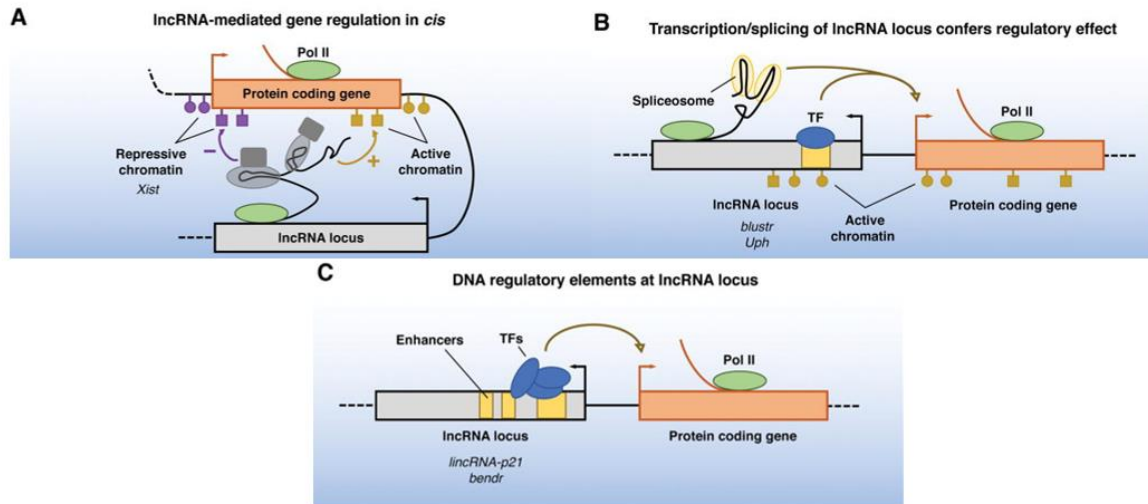 A
lncRNA-mediated gene regulation in cis
Pol II
Protein coding gene
Repressive
chromatin
Xist
−
+
Active
chromatin
lncRNA locus
B
Transcription/splicing of lncRNA locus confers regulatory effect
Spliceosome
TF
Pol II
lncRNA locus
blustr
Uph
Active
chromatin
Protein coding gene
C
DNA regulatory elements at lncRNA locus
Enhancers
TFs
Pol II
lncRNA locus
lincRNA-p21
bendr
Protein coding gene